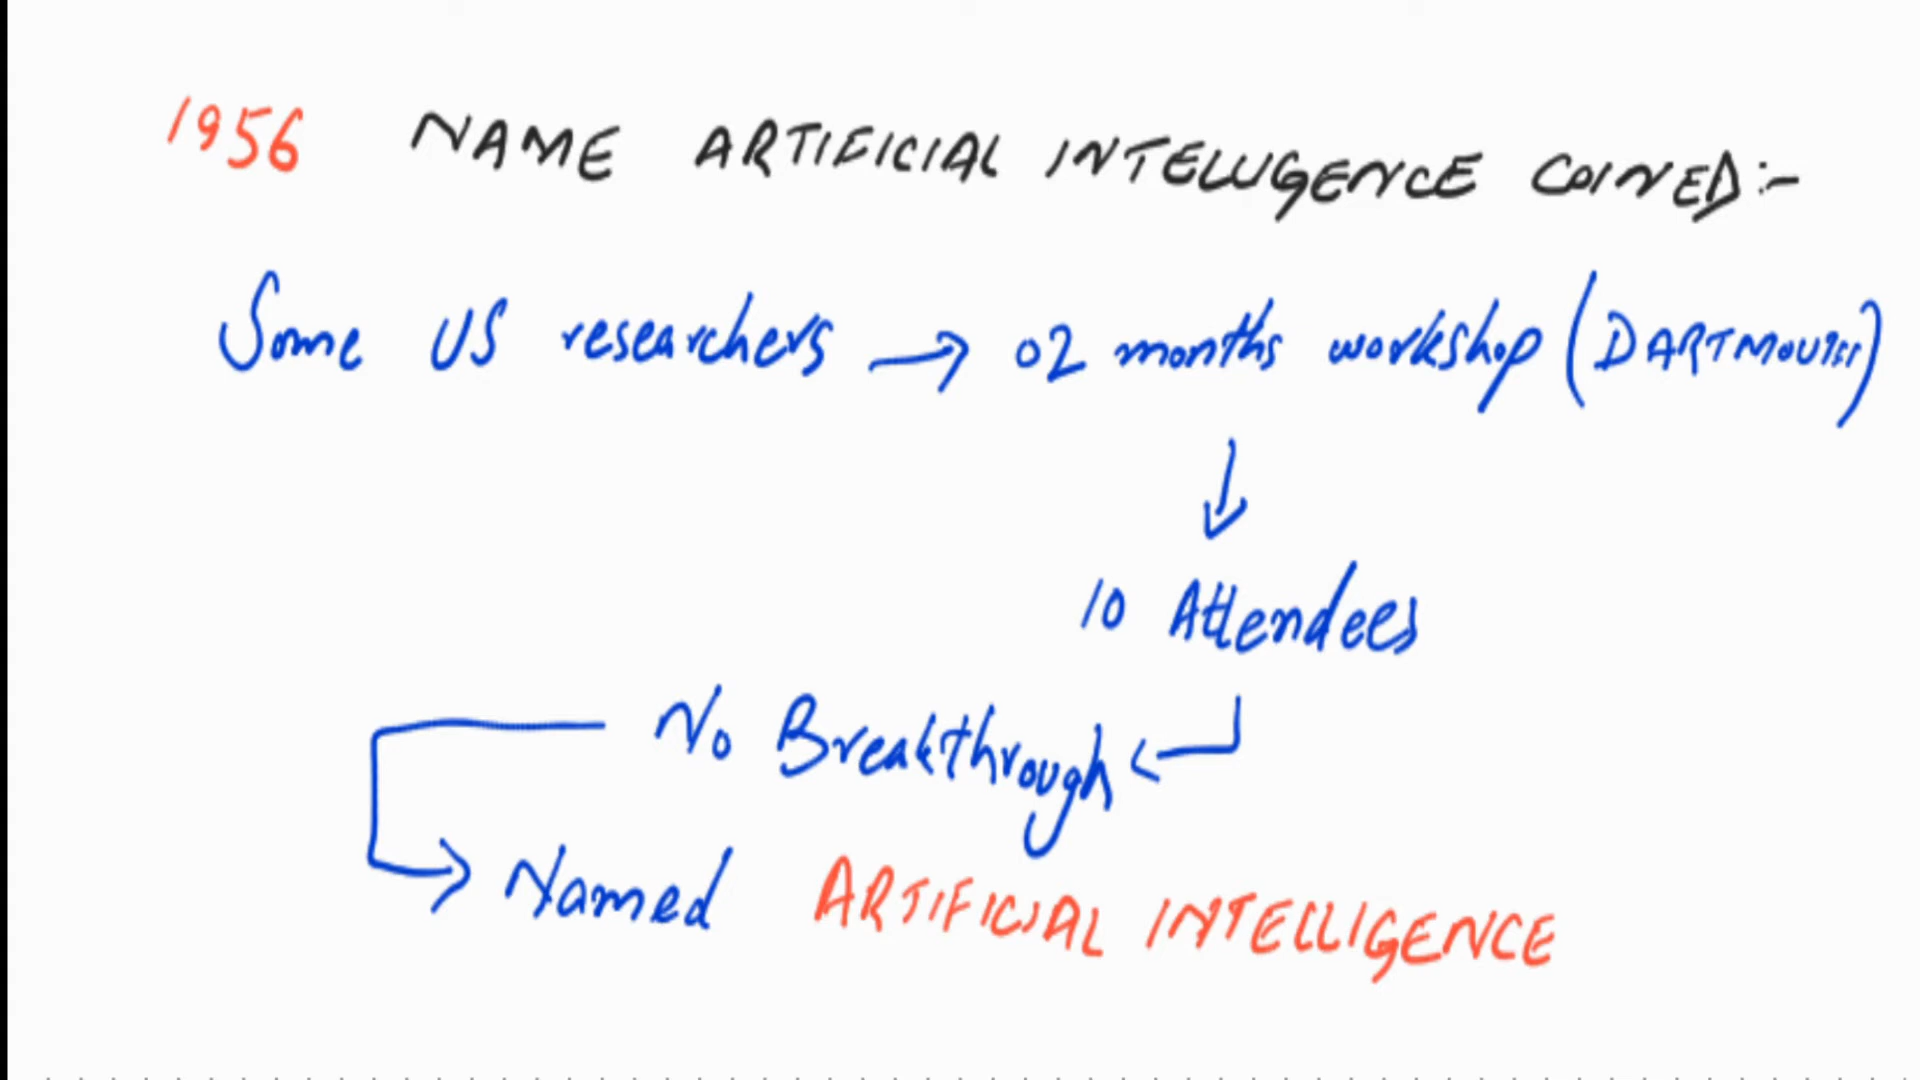 1956 NAME ARTIFICIAL INTELLIGENCE COINED:-
Some US researchers → 02 months workshop (DARTMOUTH)
10 Attendees
No Breakthrough
Named ARTIFICIAL INTELLIGENCE